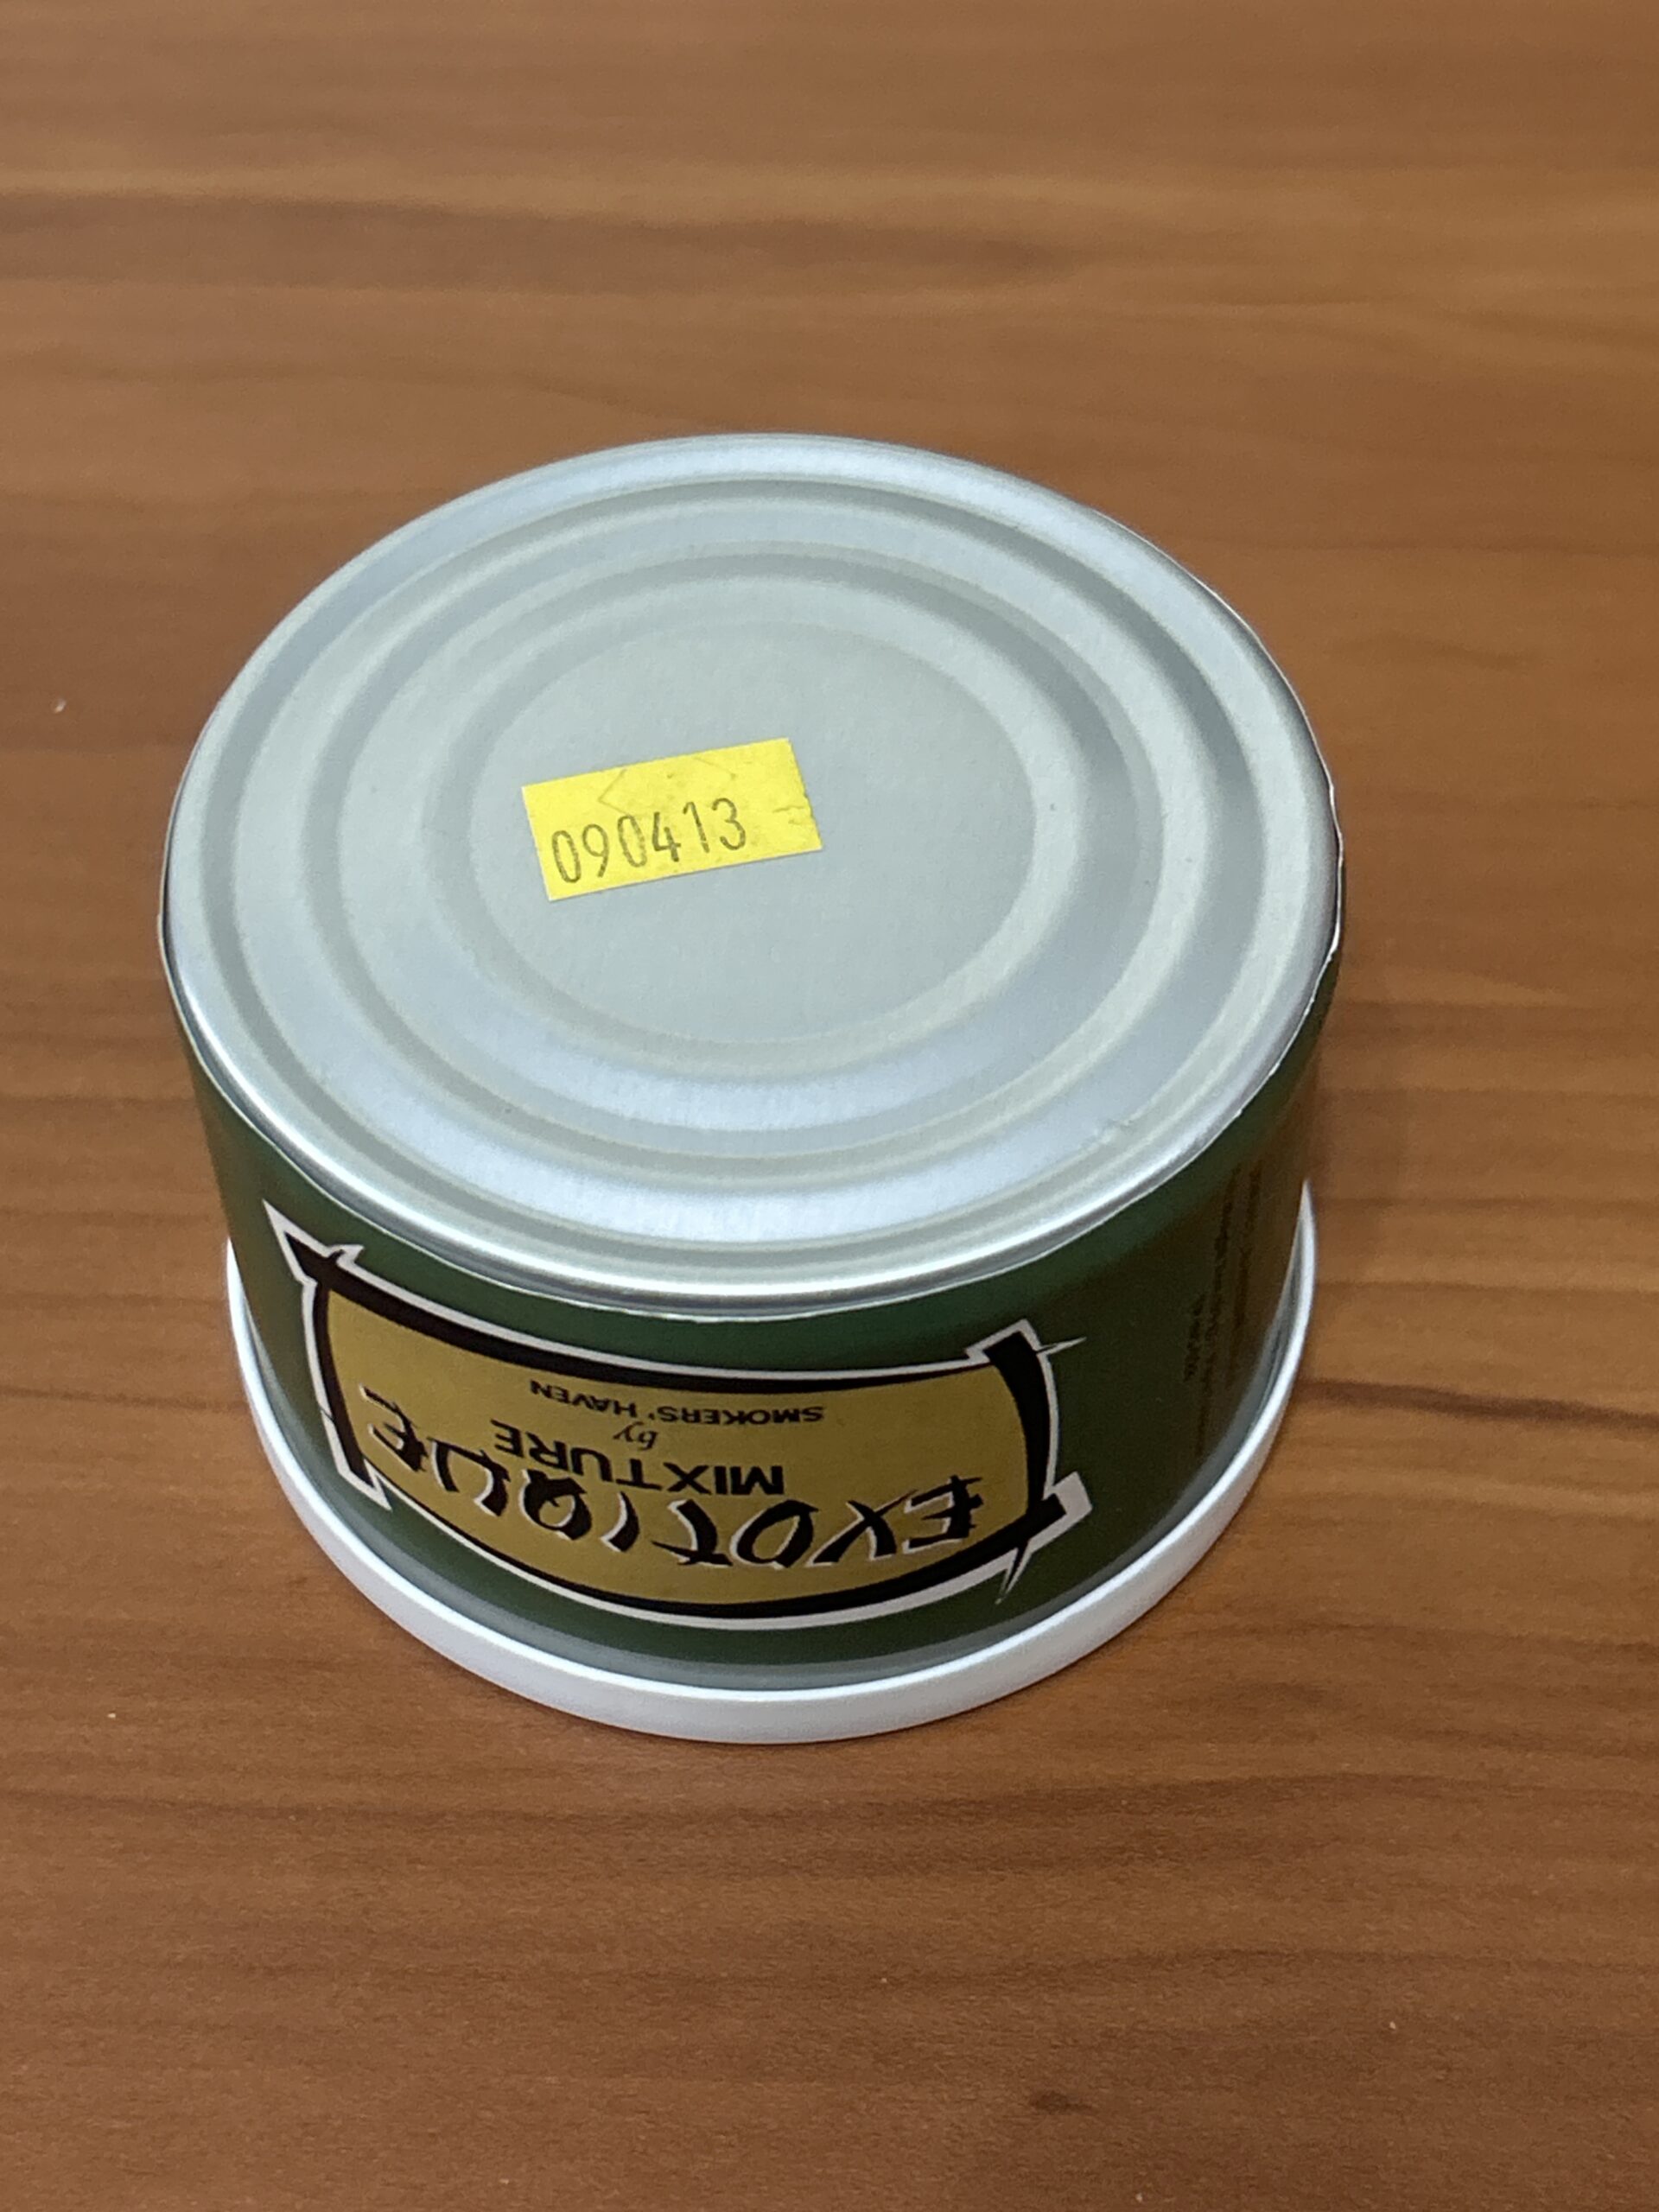 090413
EXOTIQUE
MIXTURE
by
SMOKERS' HAVEN